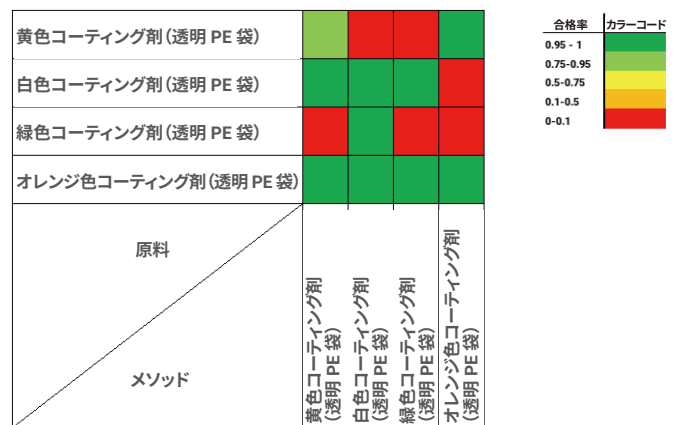 黄色コーティング剤（透明 PE 袋）
白色コーティング剤（透明 PE 袋）
緑色コーティング剤（透明 PE 袋）
オレンジ色コーティング剤（透明 PE 袋）
原料
メソッド
黄色コーティング剤
（透明 PE 袋）
白色コーティング剤
（透明 PE 袋）
緑色コーティング剤
（透明 PE 袋）
オレンジ色コーティング剤
（透明 PE 袋）
合格率 カラーコード
0.95 - 1
0.75-0.95
0.5-0.75
0.1-0.5
0-0.1